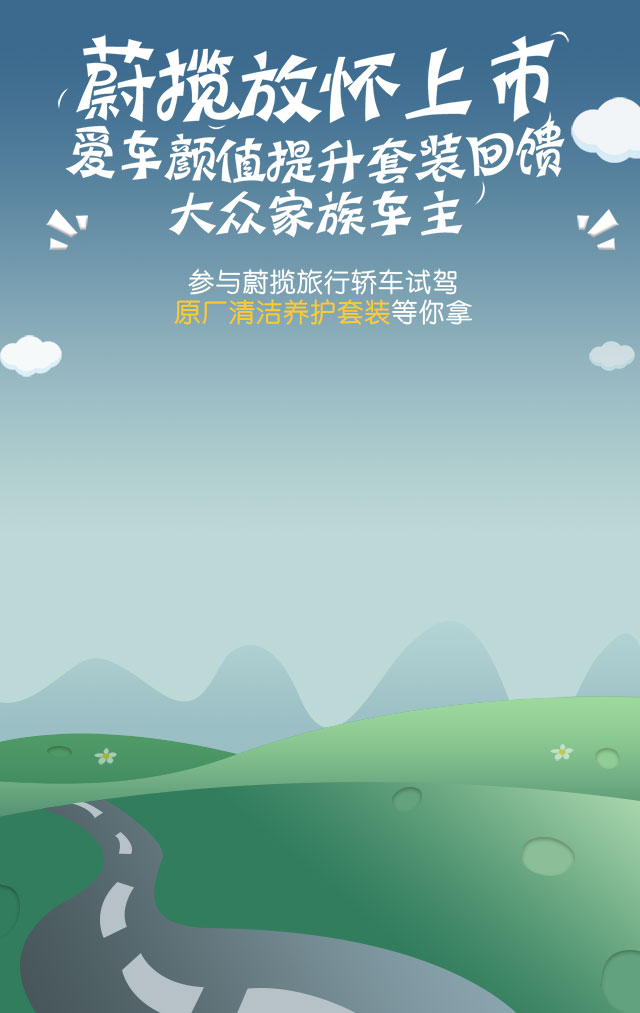 蔚揽放怀上市
爱车颜值提升套装回馈
大众家族车主
参与蔚揽旅行轿车试驾
原厂清洁养护套装等你拿